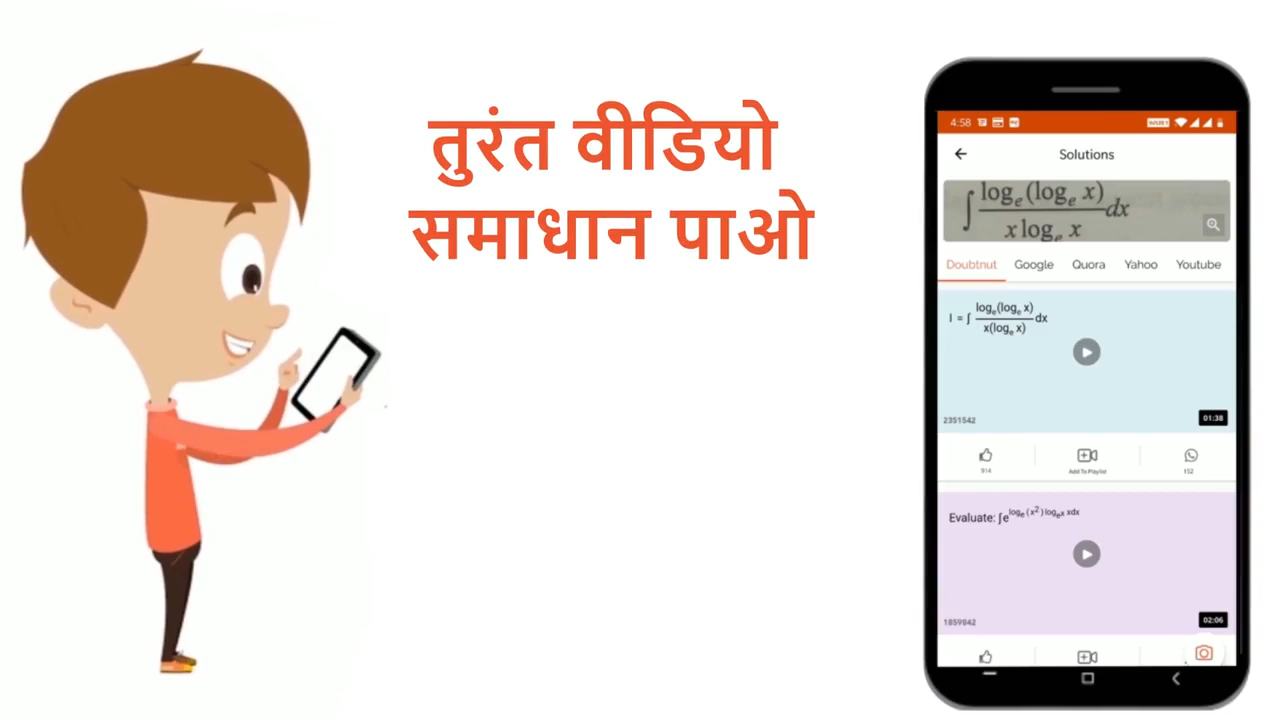 तुरंत वीडियो
समाधान पाओ
4:58
Solutions
∫ logₑ(logₑ x) / x logₑ x dx
Doubtnut Google Quora Yahoo Youtube
I = ∫ logₑ(logₑ x) / x(logₑ x) dx
2351542
01:38
914
Add To Playlist
152
Evaluate: ∫e^logₑ(x²)logₑx xdx
1859842
02:06